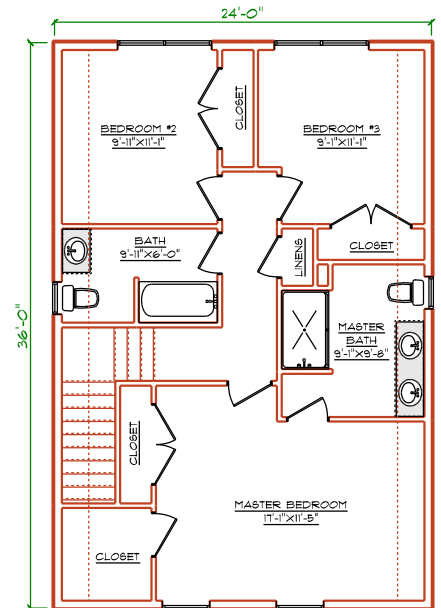 24'-0"
36'-0"
BEDROOM #2
9'-11"X11'-1"
CLOSET
BEDROOM #3
9'-1"X11'-1"
BATH
9'-11"X6'-0"
LINENS
CLOSET
MASTER
BATH
9'-1"X9'-8"
CLOSET
MASTER BEDROOM
17'-1"X11'-5"
CLOSET